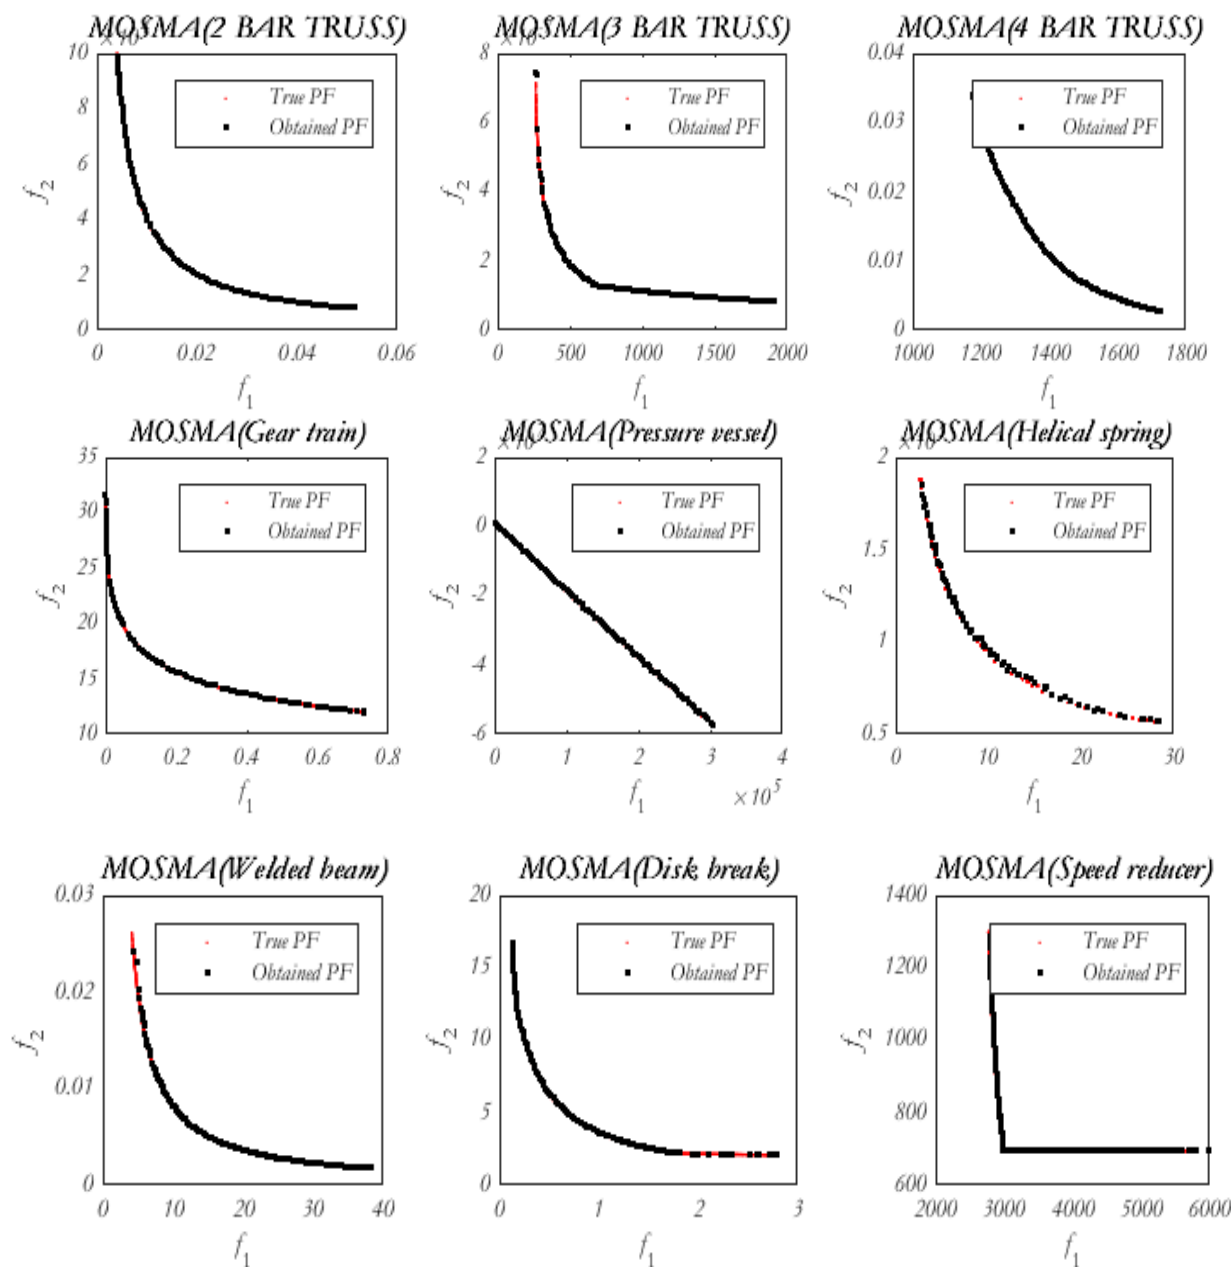 MOSMA(2 BAR TRUSS)
10
8
6
4
2
0
f2
0 0.02 0.04 0.06
f1
True PF
Obtained PF
MOSMA(3 BAR TRUSS)
8
6
4
2
0
0 500 1000 1500 2000
f1
True PF
Obtained PF
MOSMA(4 BAR TRUSS)
0.04
0.03
0.02
0.01
0
f2
1000 1200 1400 1600 1800
f1
True PF
Obtained PF
MOSMA(Gear train)
35
30
25
20
15
10
f2
0 0.2 0.4 0.6 0.8
f1
True PF
Obtained PF
MOSMA(Pressure vessel)
2
0
-2
-4
-6
f2
0 1 2 3 4
f1 ×10^5
True PF
Obtained PF
MOSMA(Helical spring)
2
1.5
1
0.5
f2
0 10 20 30
f1
True PF
Obtained PF
MOSMA(Welded beam)
0.03
0.02
0.01
0
f2
0 10 20 30 40
f1
True PF
Obtained PF
MOSMA(Disk break)
20
15
10
5
0
f2
0 1 2 3
f1
True PF
Obtained PF
MOSMA(Speed reducer)
1400
1200
1000
800
600
f2
2000 3000 4000 5000 6000
f1
True PF
Obtained PF